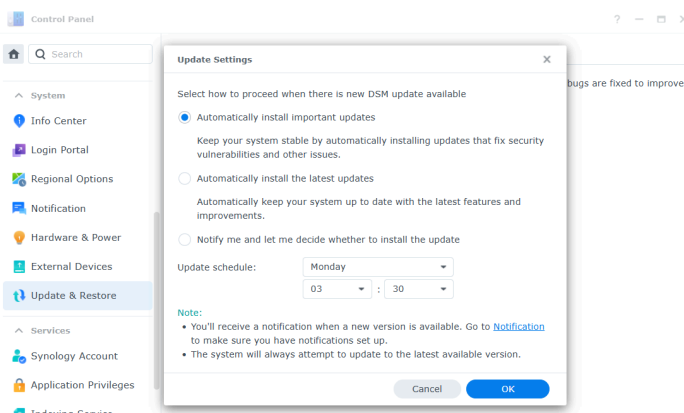 Control Panel
?
Search
System
Info Center
Login Portal
Regional Options
Notification
Hardware & Power
External Devices
Update & Restore
Services
Synology Account
Application Privileges
Indexing Service
bugs are fixed to improve
Update Settings
Select how to proceed when there is new DSM update available
Automatically install important updates
Keep your system stable by automatically installing updates that fix security
vulnerabilities and other issues.
Automatically install the latest updates
Automatically keep your system up to date with the latest features and
improvements.
Notify me and let me decide whether to install the update
Update schedule: Monday
03 : 30
Note:
• You'll receive a notification when a new version is available. Go to Notification
to make sure you have notifications set up.
• The system will always attempt to update to the latest available version.
Cancel OK